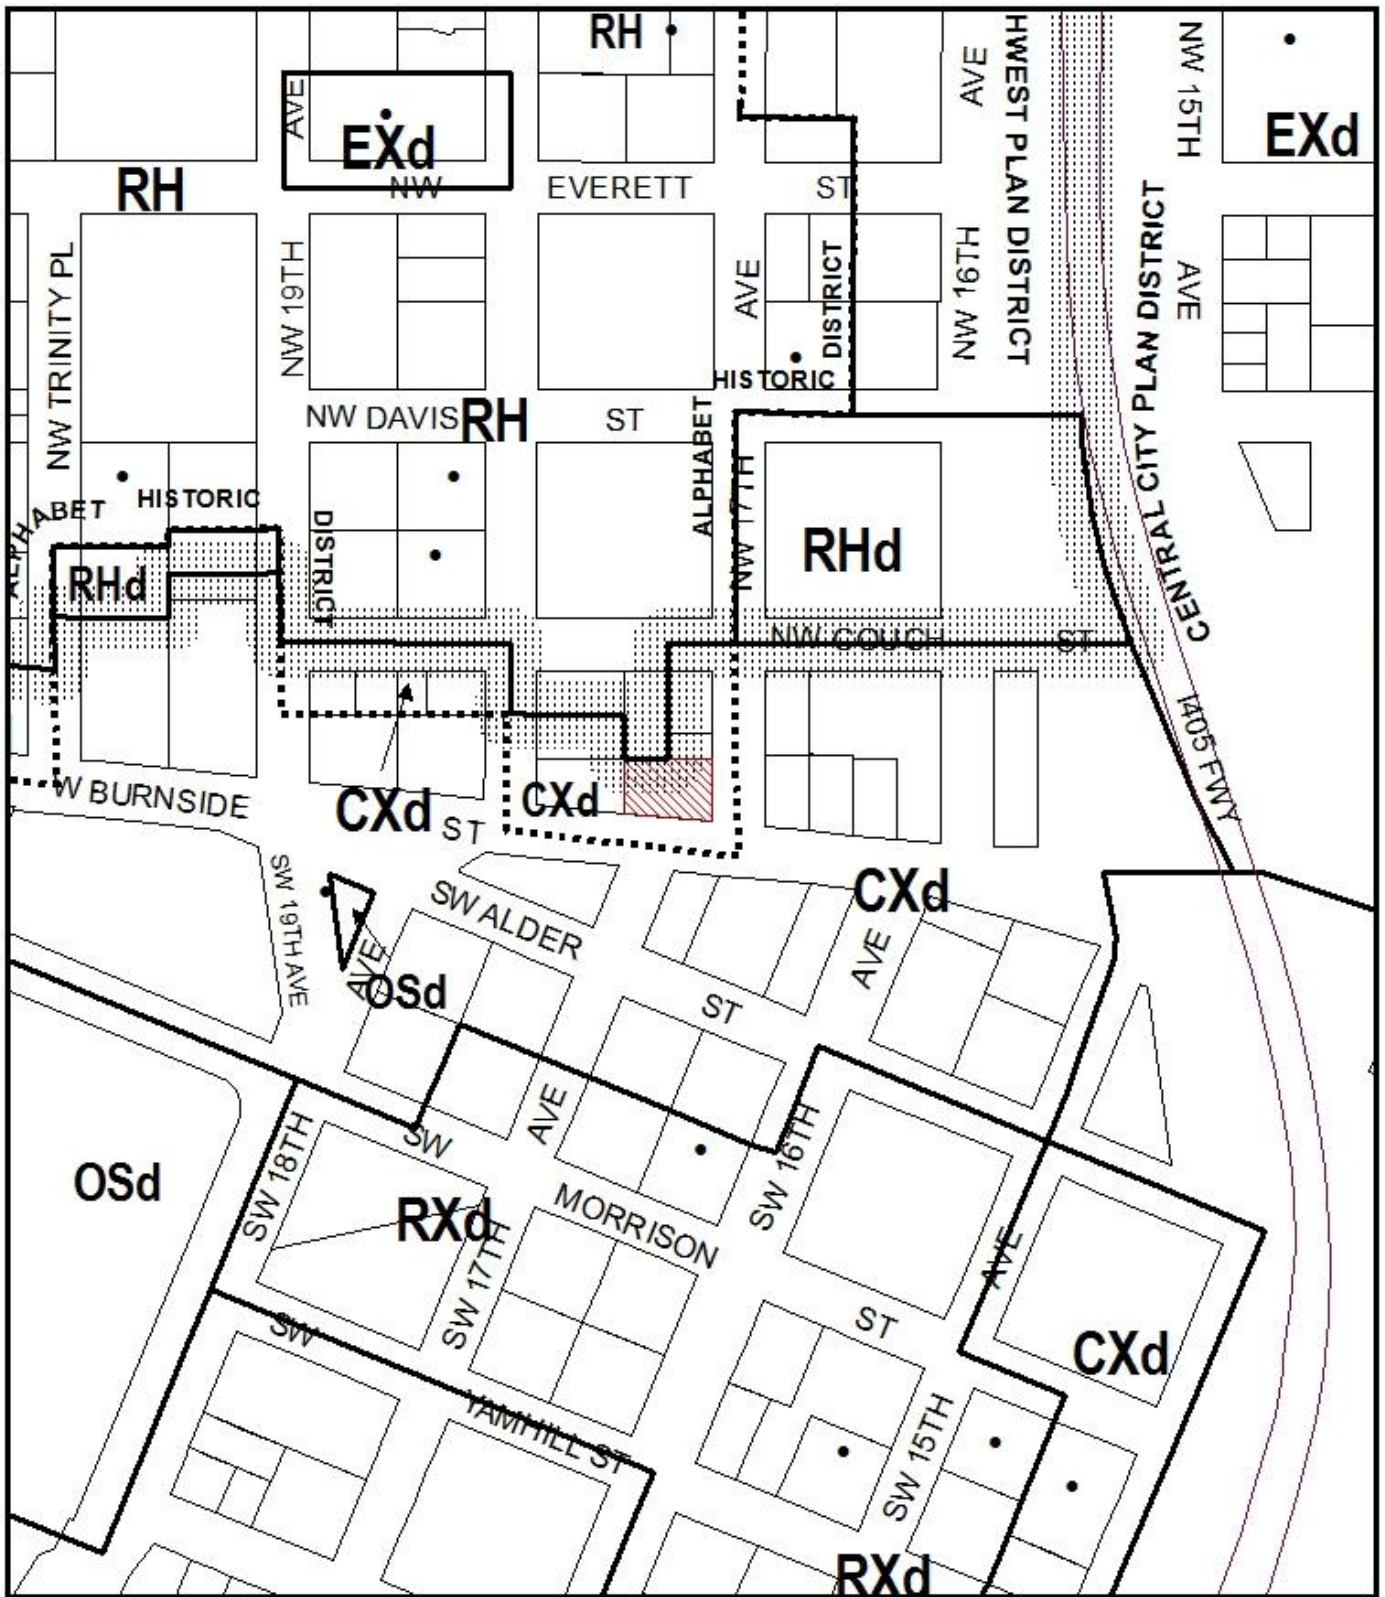 RH
HWEST PLAN DISTRICT
NW 15TH
AVE
AVE
EXd
EXd
RH
NW
EVERETT
ST
CENTRAL CITY PLAN DISTRICT
NW TRINITY PL
NW 19TH
AVE
DISTRICT
NW 16TH
AVE
HISTORIC
NW DAVIS
RH
ST
ALPHABET
NW 17TH
ALPHABET
HISTORIC
DISTRICT
RHd
RHd
ALPHABET
NW COUCH
ST
I405 FWY
W BURNSIDE
CXd
ST
CXd
CXd
SW 19TH AVE
SW ALDER
AVE
AVE
OSd
ST
AVE
SW
SW 18TH
SW 16TH
OSd
RXd
MORRISON
SW 17TH
AVE
SW
ST
CXd
YAMHILL ST
SW 15TH
RXd